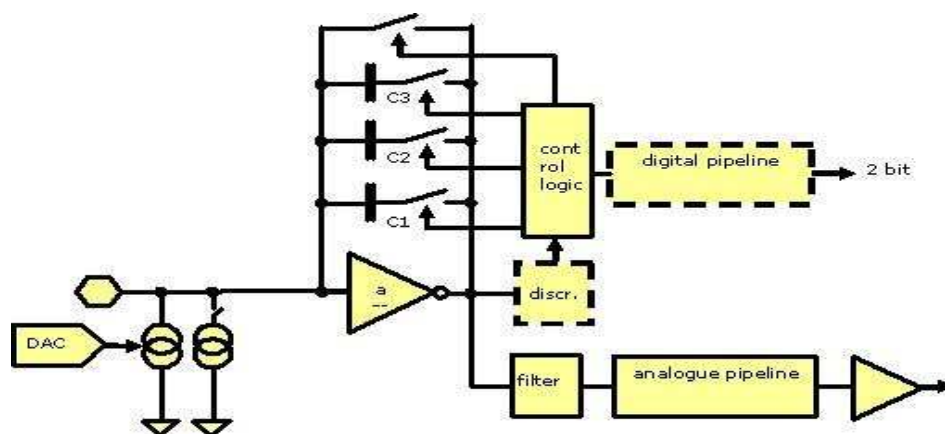 C3
C2
C1
cont
rol
logic
digital pipeline
2 bit
a
--
discr.
DAC
filter
analogue pipeline